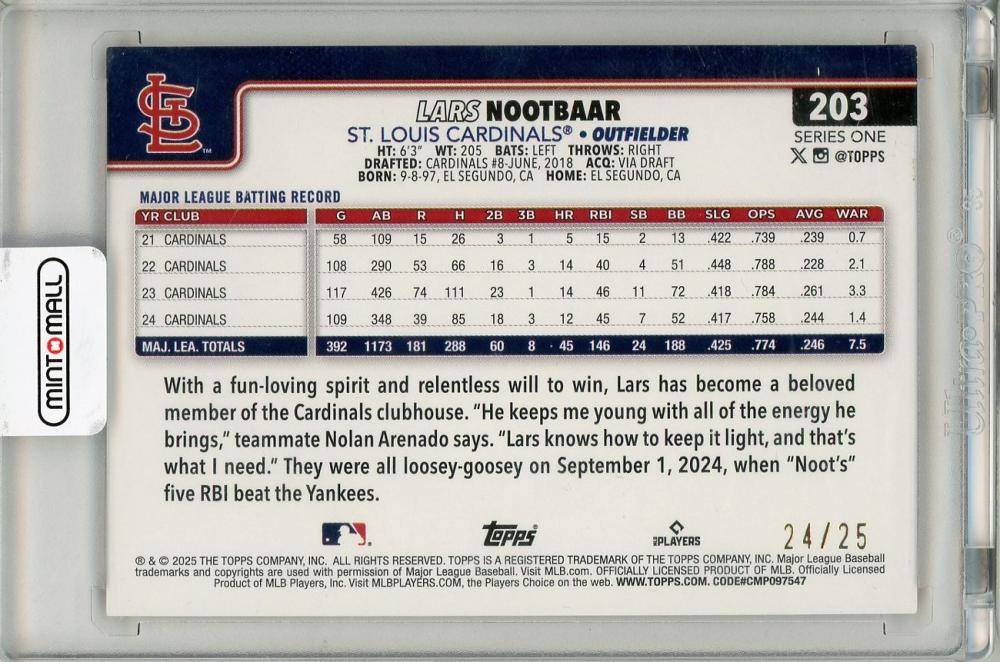 LARS NOOTBAAR
203
ST. LOUIS CARDINALS® • OUTFIELDER
SERIES ONE
HT: 6'3" WT: 205 BATS: LEFT THROWS: RIGHT
@TOPPS
DRAFTED: CARDINALS #8-JUNE, 2018 ACQ: VIA DRAFT
BORN: 9-8-97, EL SEGUNDO, CA HOME: EL SEGUNDO, CA
MAJOR LEAGUE BATTING RECORD
YR CLUB G AB R H 2B 3B HR RBI SB BB SLG OPS AVG WAR
21 CARDINALS 58 109 15 26 3 1 5 15 2 13 .422 .739 .239 0.7
22 CARDINALS 108 290 53 66 16 3 14 40 4 51 .448 .788 .228 2.1
23 CARDINALS 117 426 74 111 23 1 14 46 11 72 .418 .784 .261 3.3
24 CARDINALS 109 348 39 85 18 3 12 45 7 52 .417 .758 .244 1.4
MAJ. LEA. TOTALS 392 1173 181 288 60 8 45 146 24 188 .425 .774 .246 7.5
With a fun-loving spirit and relentless will to win, Lars has become a beloved
member of the Cardinals clubhouse. "He keeps me young with all of the energy he
brings," teammate Nolan Arenado says. "Lars knows how to keep it light, and that's
what I need." They were all loosey-goosey on September 1, 2024, when "Noot's"
five RBI beat the Yankees.
Topps
PLAYERS
24/25
® & © 2025 THE TOPPS COMPANY, INC. ALL RIGHTS RESERVED. TOPPS IS A REGISTERED TRADEMARK OF THE TOPPS COMPANY, INC. Major League Baseball
trademarks and copyrights are used with permission of Major League Baseball. Visit MLB.com. OFFICIALLY LICENSED PRODUCT OF MLB. Officially Licensed
Product of MLB Players, Inc. Visit MLBPLAYERS.COM, the Players Choice on the web. WWW.TOPPS.COM. CODE#CMP097547
MINTOMALL
UltraPRO®